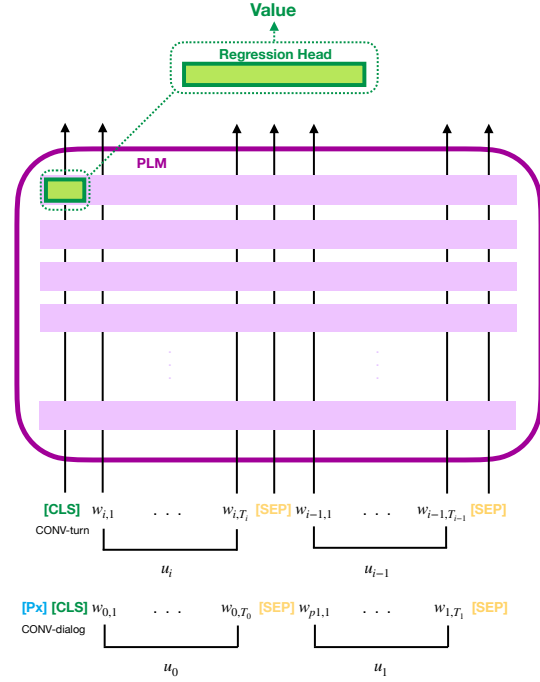 Value
Regression Head
PLM
[CLS] w_{i,1} . . . w_{i,T_i} [SEP] w_{i−1,1} . . . w_{i−1,T_{i−1}} [SEP]
CONV-turn
u_i u_{i−1}
[Px] [CLS] w_{0,1} . . . w_{0,T_0} [SEP] w_{p1,1} . . . w_{1,T_1} [SEP]
CONV-dialog
u_0 u_1